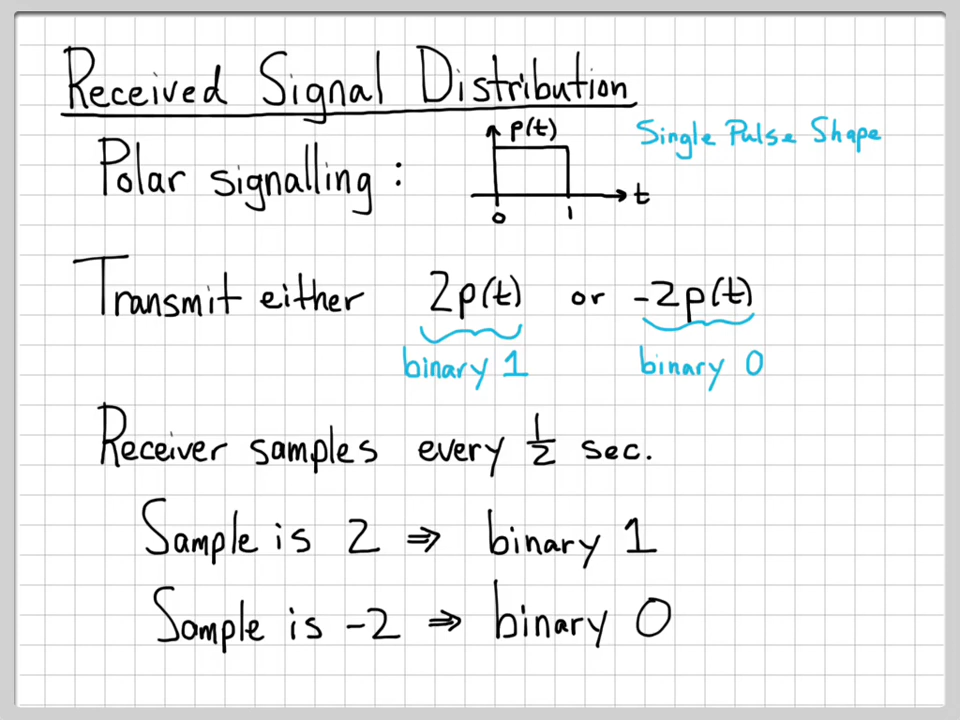 Received Signal Distribution
p(t)
Single Pulse Shape
Polar signalling :
t
0 1
Transmit either 2p(t) or -2p(t)
binary 1 binary 0
Receiver samples every 1/2 sec.
Sample is 2 ⇒ binary 1
Sample is -2 ⇒ binary 0